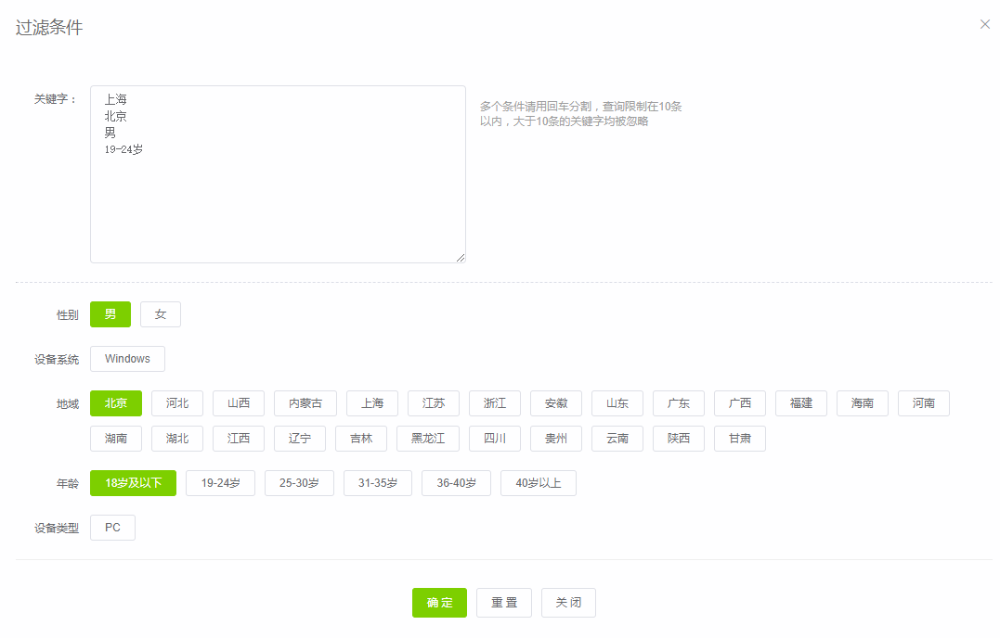 过滤条件
关键字：
上海
北京
男
19-24岁
多个条件请用回车分割，查询限制在10条
以内，大于10条的关键字均被忽略
性别 男 女
设备系统 Windows
地域 北京 河北 山西 内蒙古 上海 江苏 浙江 安徽 山东 广东 广西 福建 海南 河南
湖南 湖北 江西 辽宁 吉林 黑龙江 四川 贵州 云南 陕西 甘肃
年龄 18岁及以下 19-24岁 25-30岁 31-35岁 36-40岁 40岁以上
设备类型 PC
确定 重置 关闭